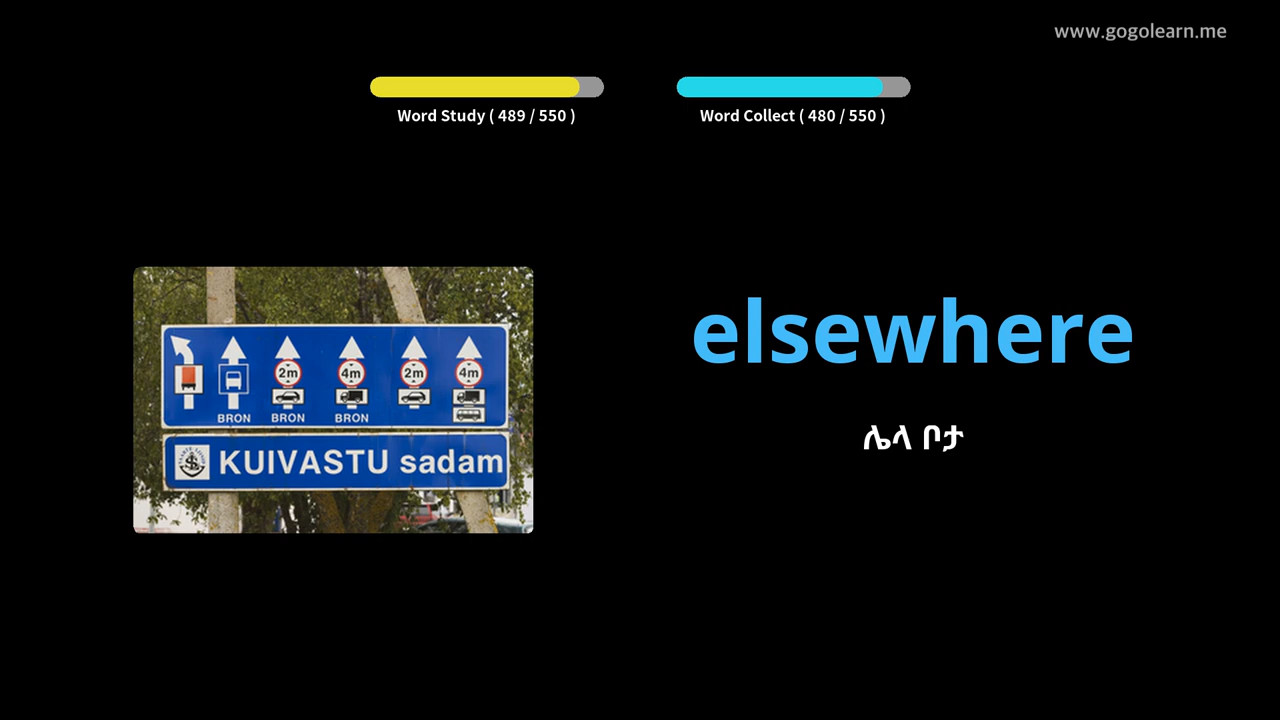 www.gogolearn.me
Word Study ( 489 / 550 )
Word Collect ( 480 / 550 )
elsewhere
ሌላ ቦታ
2m 4m 2m 4m
BRON BRON BRON
KUIVASTU sadam